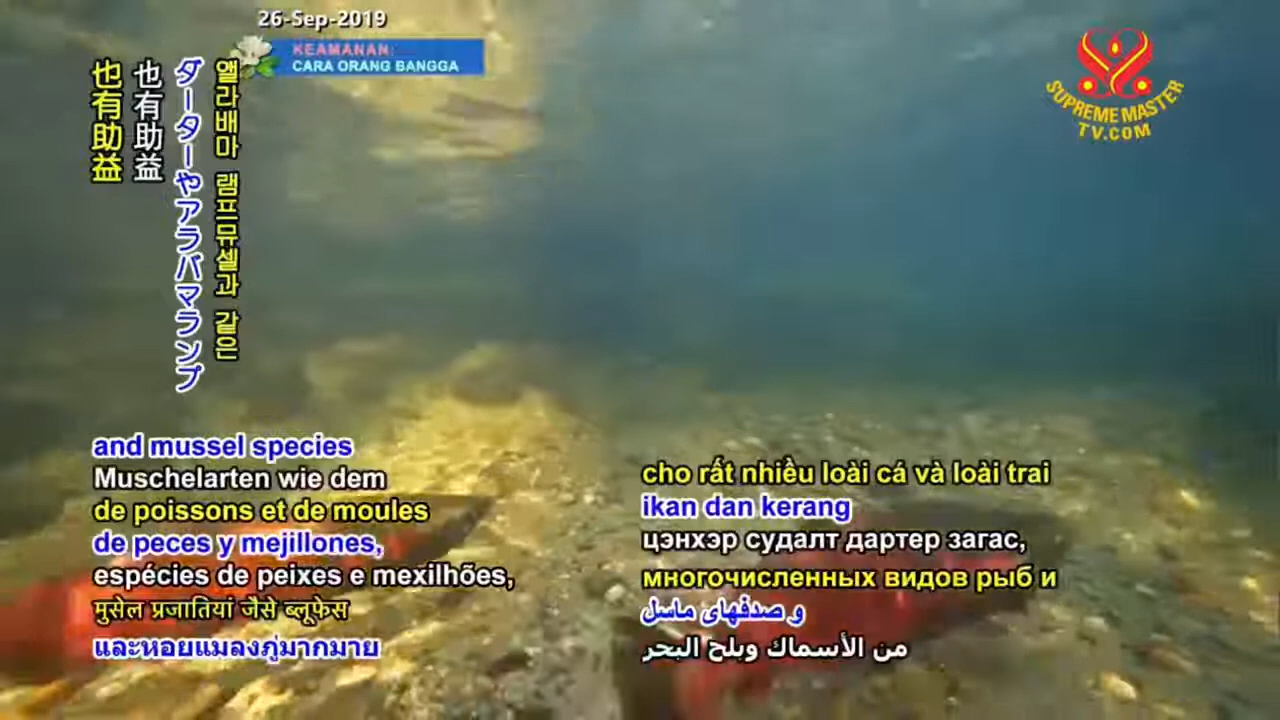 26-Sep-2019
KEAMANAN:
CARA ORANG BANGGA
SUPREME MASTER
TV.COM
也有助益
也有助益
ダーターやアラバマランプ
앨라배마 램프뮤셀과 같은
and mussel species
Muschelarten wie dem
de poissons et de moules
de peces y mejillones,
espécies de peixes e mexilhões,
मुसेल प्रजातियां जैसे ब्लूफेस
และหอยแมลงภู่มากมาย
cho rất nhiều loài cá và loài trai
ikan dan kerang
цэнхэр судалт дартер загас,
многочисленных видов рыб и
و صدف‎های ماسل
من الأسماك وبلح البحر